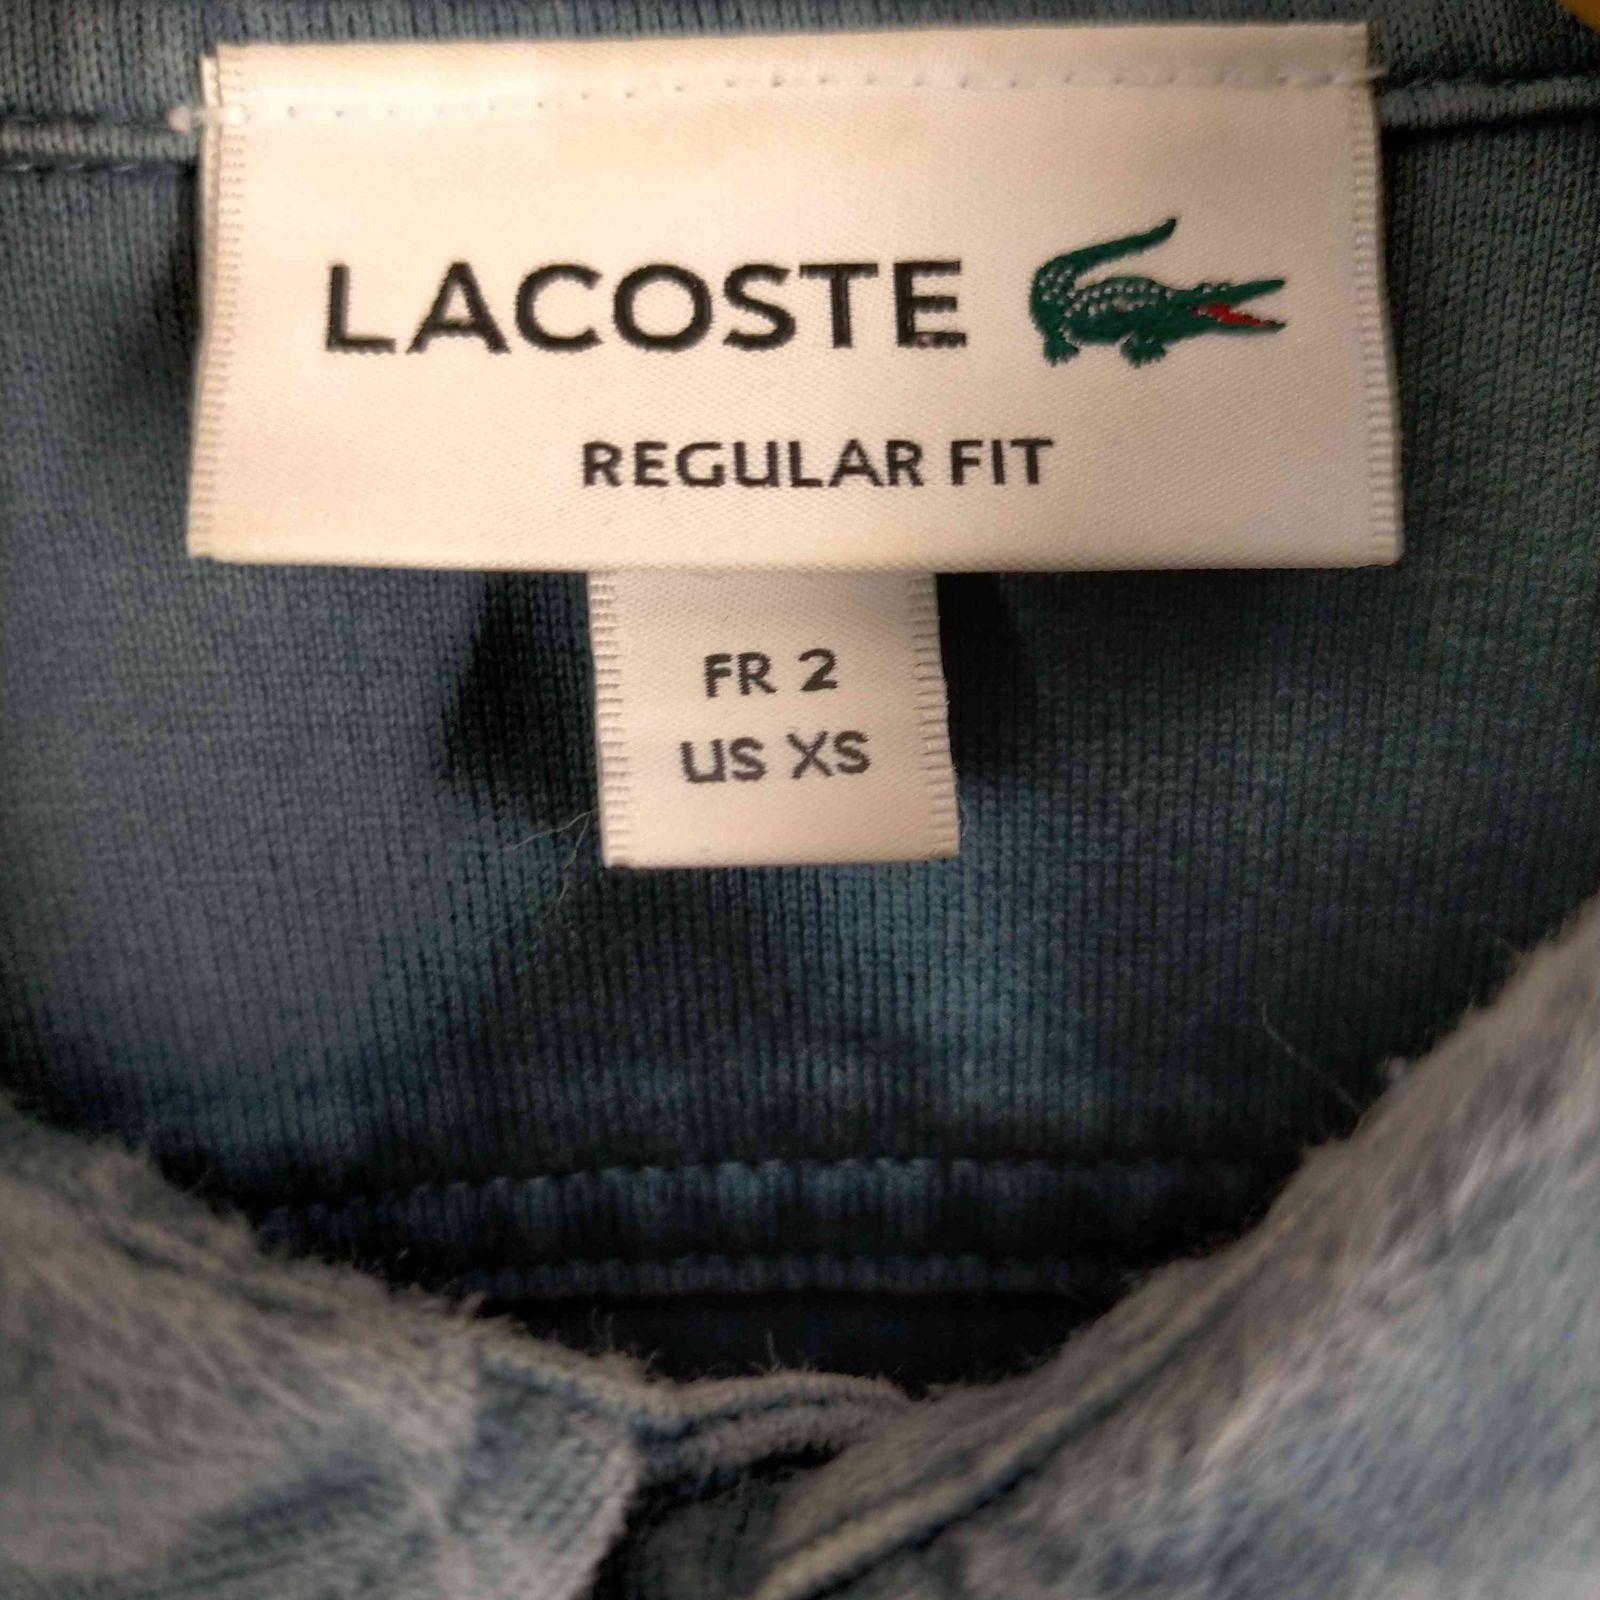 LACOSTE
REGULAR FIT
FR 2
US XS